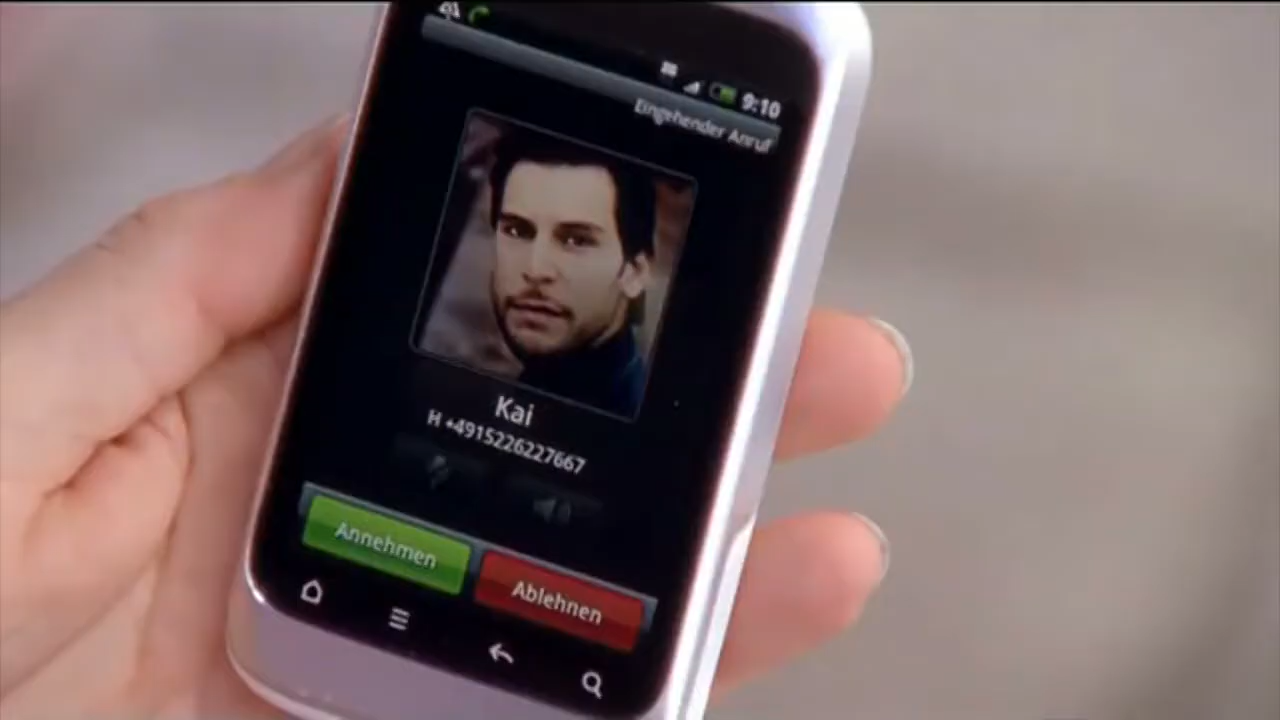 9:10
Eingehender Anruf
Kai
H +4915226227667
Annehmen
Ablehnen